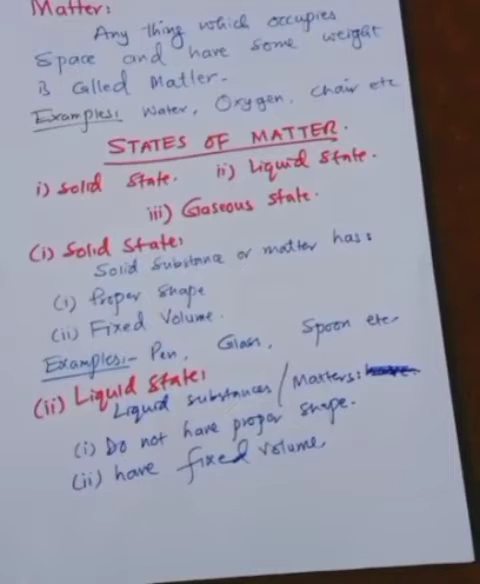 Matter:
Any thing which occupies
Space and have some weight
is Called Matter.
Examples: Water, Oxygen, Chair etc
STATES OF MATTER.
i) Solid State. ii) Liquid State.
iii) Gaseous State.
(i) Solid State:
Solid Substance or matter has:
(i) Proper Shape
(ii) Fixed Volume.
Examples:- Pen, Glass, Spoon etc
(ii) Liquid State:
Liquid substances / Matters:
(i) Do not have proper shape.
(ii) have fixed volume